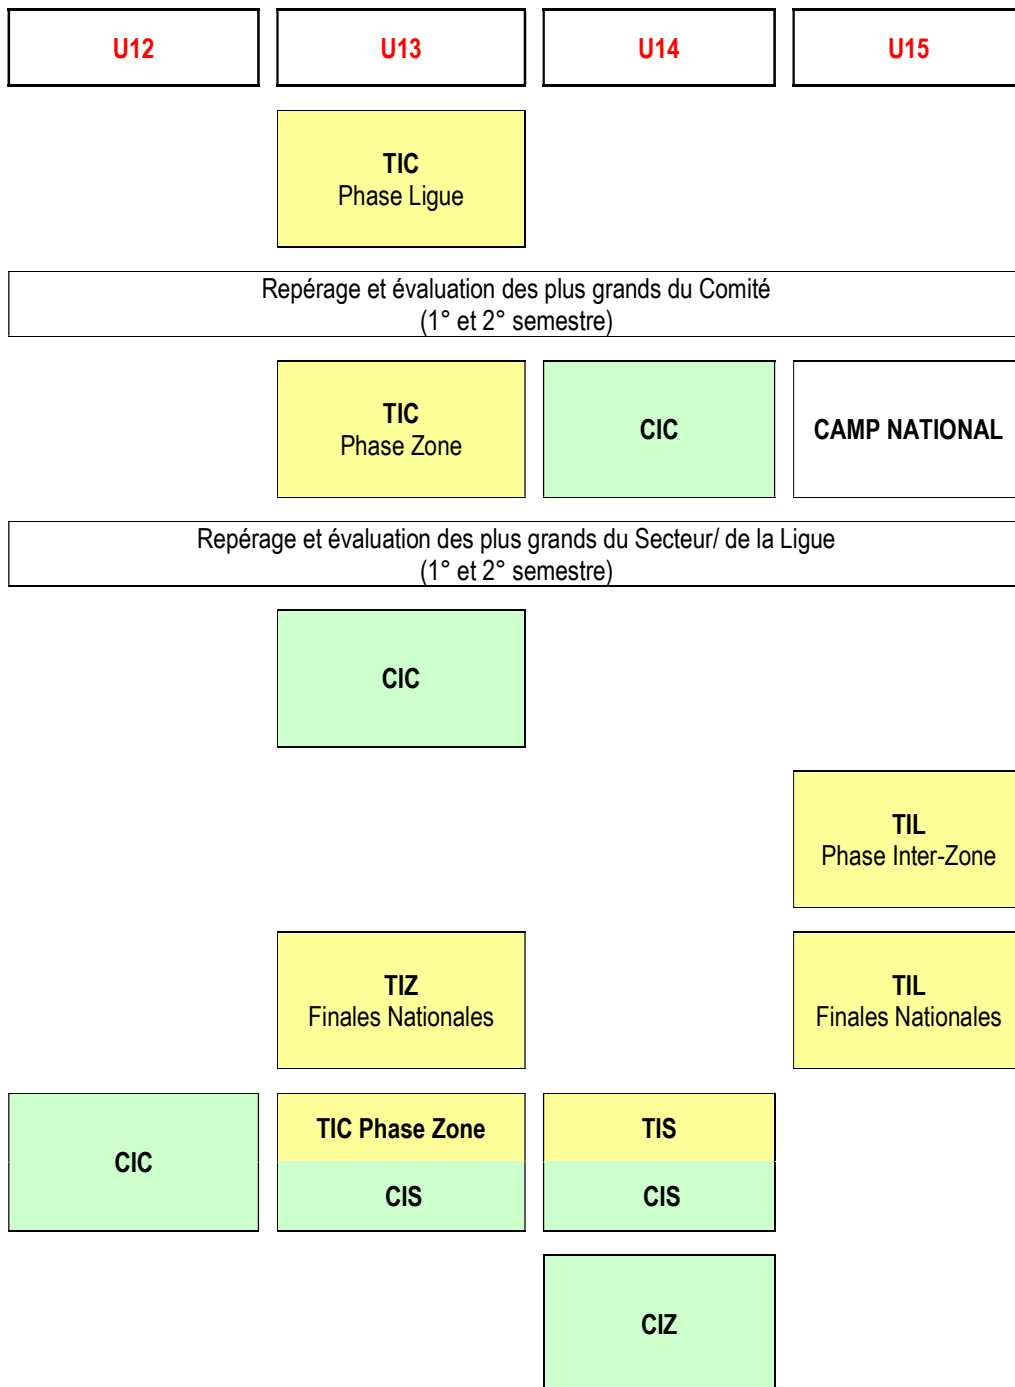 U12
U13
U14
U15
TIC
Phase Ligue
Repérage et évaluation des plus grands du Comité
(1° et 2° semestre)
TIC
Phase Zone
CIC
CAMP NATIONAL
Repérage et évaluation des plus grands du Secteur/ de la Ligue
(1° et 2° semestre)
CIC
TIL
Phase Inter-Zone
TIZ
Finales Nationales
TIL
Finales Nationales
CIC
TIC Phase Zone
CIS
TIS
CIS
CIZ